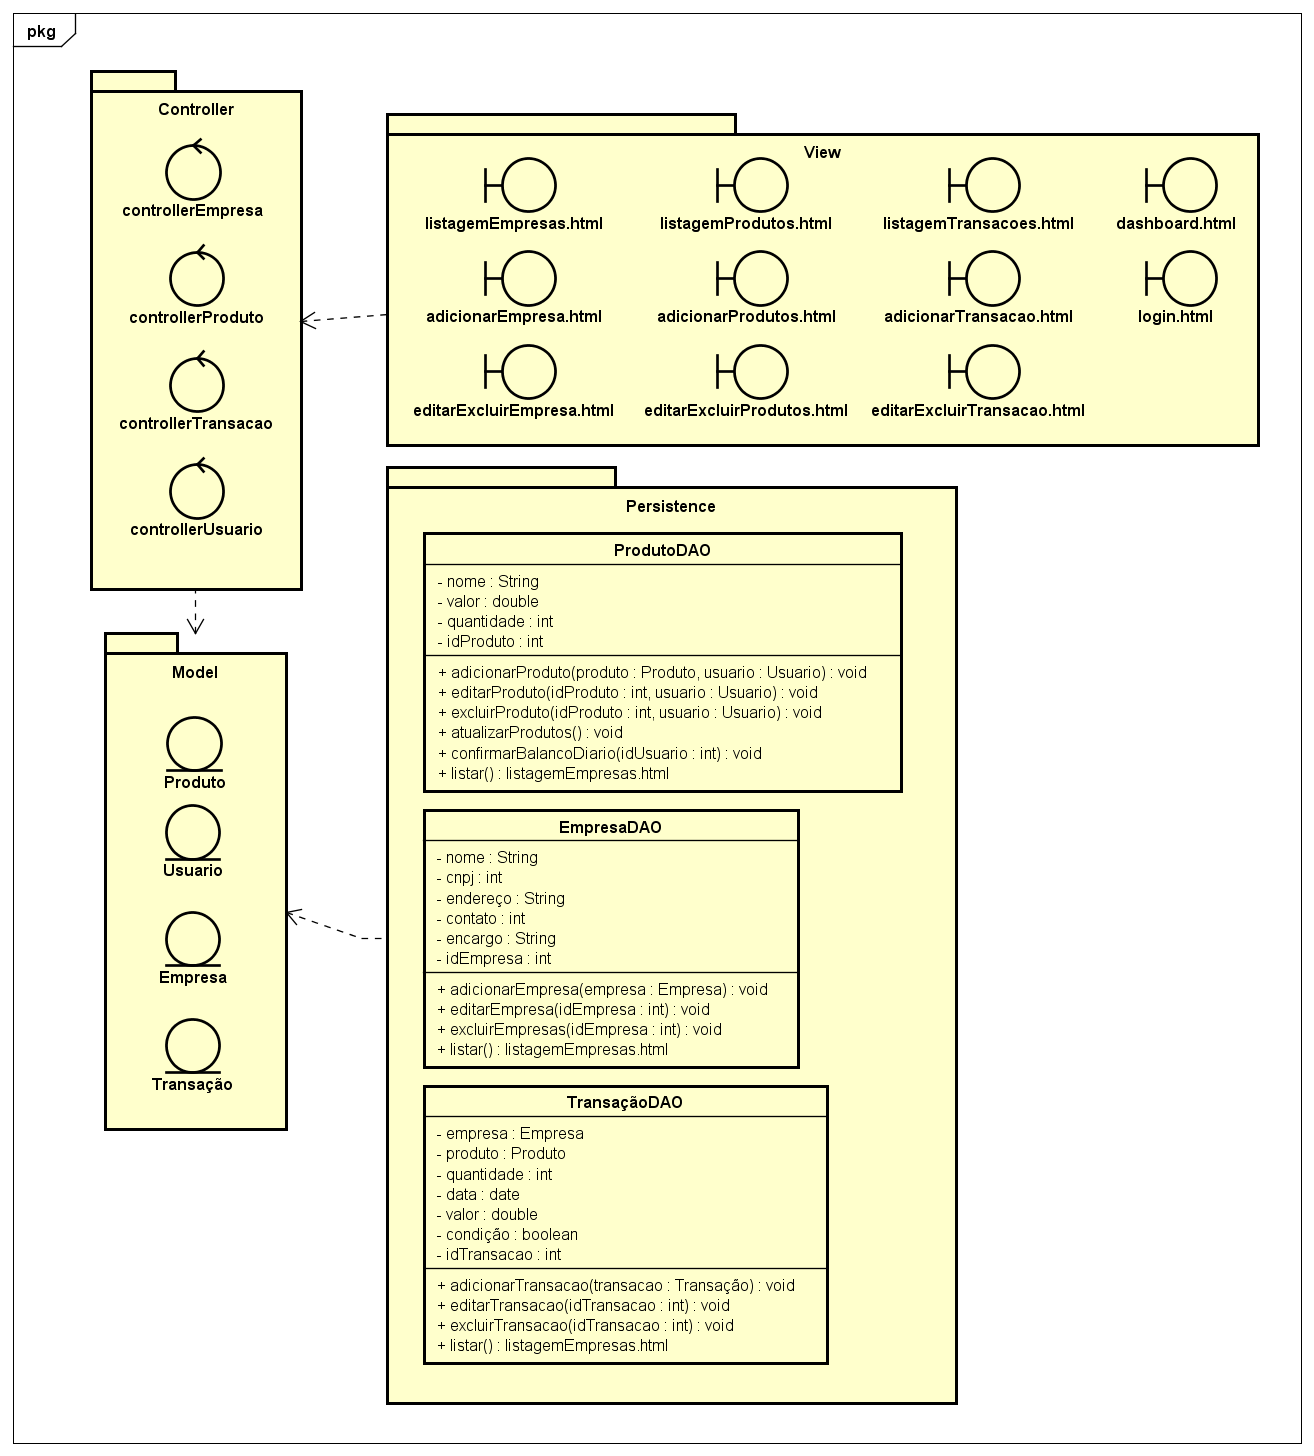 pkg
Controller
controllerEmpresa
controllerProduto
controllerTransacao
controllerUsuario
View
listagemEmpresas.html
listagemProdutos.html
listagemTransacoes.html
dashboard.html
adicionarEmpresa.html
adicionarProdutos.html
adicionarTransacao.html
login.html
editarExcluirEmpresa.html
editarExcluirProdutos.html
editarExcluirTransacao.html
Model
Produto
Usuario
Empresa
Transação
Persistence
ProdutoDAO
- nome : String
- valor : double
- quantidade : int
- idProduto : int
+ adicionarProduto(produto : Produto, usuario : Usuario) : void
+ editarProduto(idProduto : int, usuario : Usuario) : void
+ excluirProduto(idProduto : int, usuario : Usuario) : void
+ atualizarProdutos() : void
+ confirmarBalancoDiario(idUsuario : int) : void
+ listar() : listagemEmpresas.html
EmpresaDAO
- nome : String
- cnpj : int
- endereço : String
- contato : int
- encargo : String
- idEmpresa : int
+ adicionarEmpresa(empresa : Empresa) : void
+ editarEmpresa(idEmpresa : int) : void
+ excluirEmpresas(idEmpresa : int) : void
+ listar() : listagemEmpresas.html
TransaçãoDAO
- empresa : Empresa
- produto : Produto
- quantidade : int
- data : date
- valor : double
- condição : boolean
- idTransacao : int
+ adicionarTransacao(transacao : Transação) : void
+ editarTransacao(idTransacao : int) : void
+ excluirTransacao(idTransacao : int) : void
+ listar() : listagemEmpresas.html